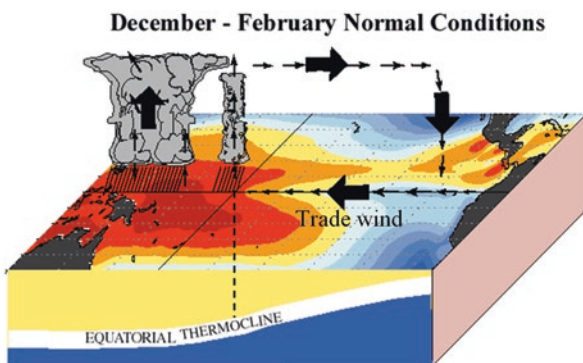 December - February Normal Conditions
Trade wind
EQUATORIAL THERMOCLINE